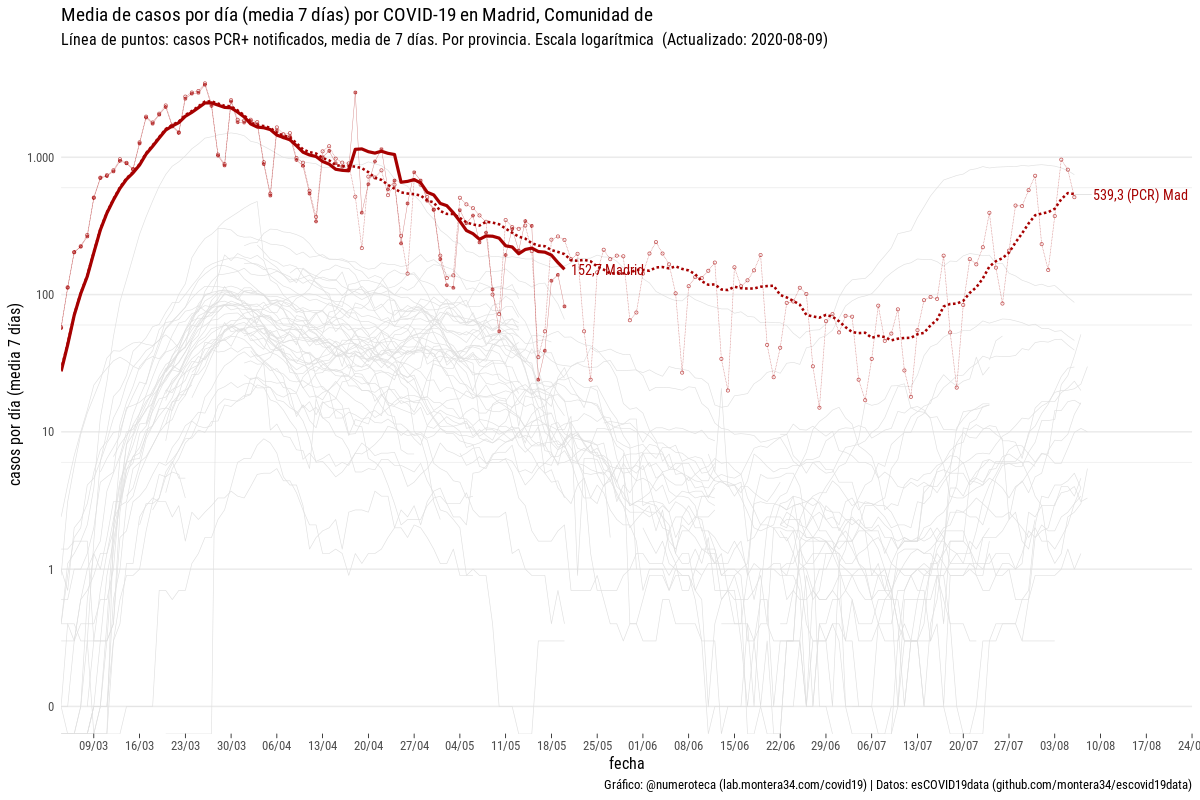 Media de casos por día (media 7 días) por COVID-19 en Madrid, Comunidad de
Línea de puntos: casos PCR+ notificados, media de 7 días. Por provincia. Escala logarítmica (Actualizado: 2020-08-09)
casos por día (media 7 días)
1.000
100
10
1
0
152,7 Madrid
539,3 (PCR) Mad
09/03 16/03 23/03 30/03 06/04 13/04 20/04 27/04 04/05 11/05 18/05 25/05 01/06 08/06 15/06 22/06 29/06 06/07 13/07 20/07 27/07 03/08 10/08 17/08 24/0
fecha
Gráfico: @numeroteca (lab.montera34.com/covid19) | Datos: esCOVID19data (github.com/montera34/escovid19data)